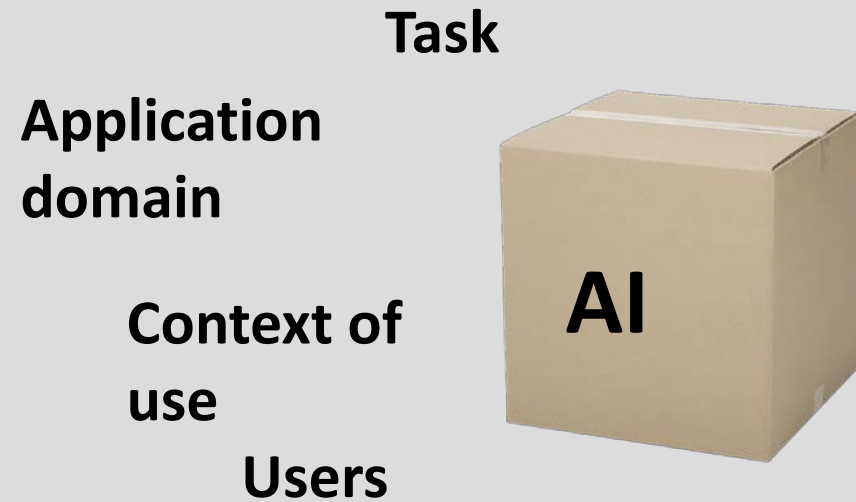 Task
Application
domain
AI
Context of
use
Users